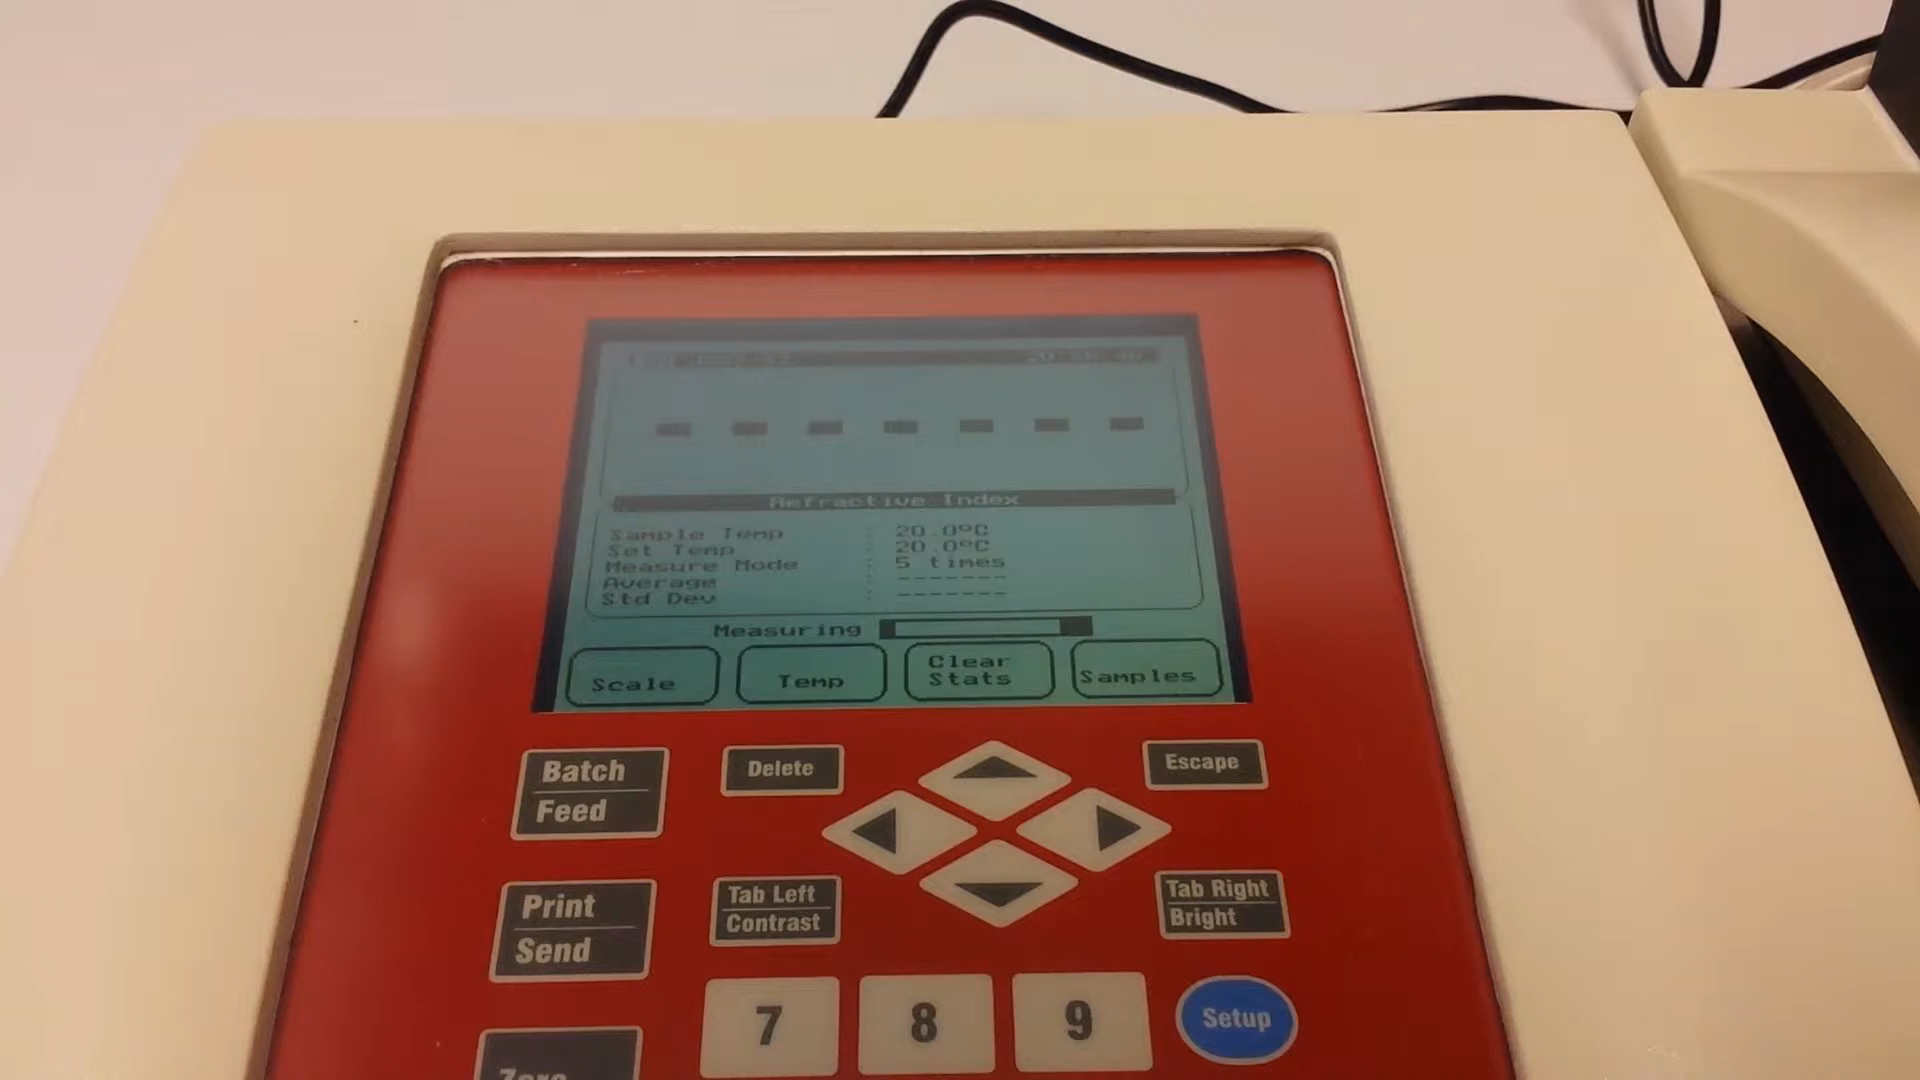 Refractive Index
Sample Temp : 20.0ºC
Set Temp : 20.0ºC
Measure Mode : 5 times
Average : -------
Std Dev : -------
Measuring
Scale
Temp
Clear
Stats
Samples
Batch
Feed
Delete
Escape
Print
Send
Tab Left
Contrast
Tab Right
Bright
7
8
9
Setup
Zero